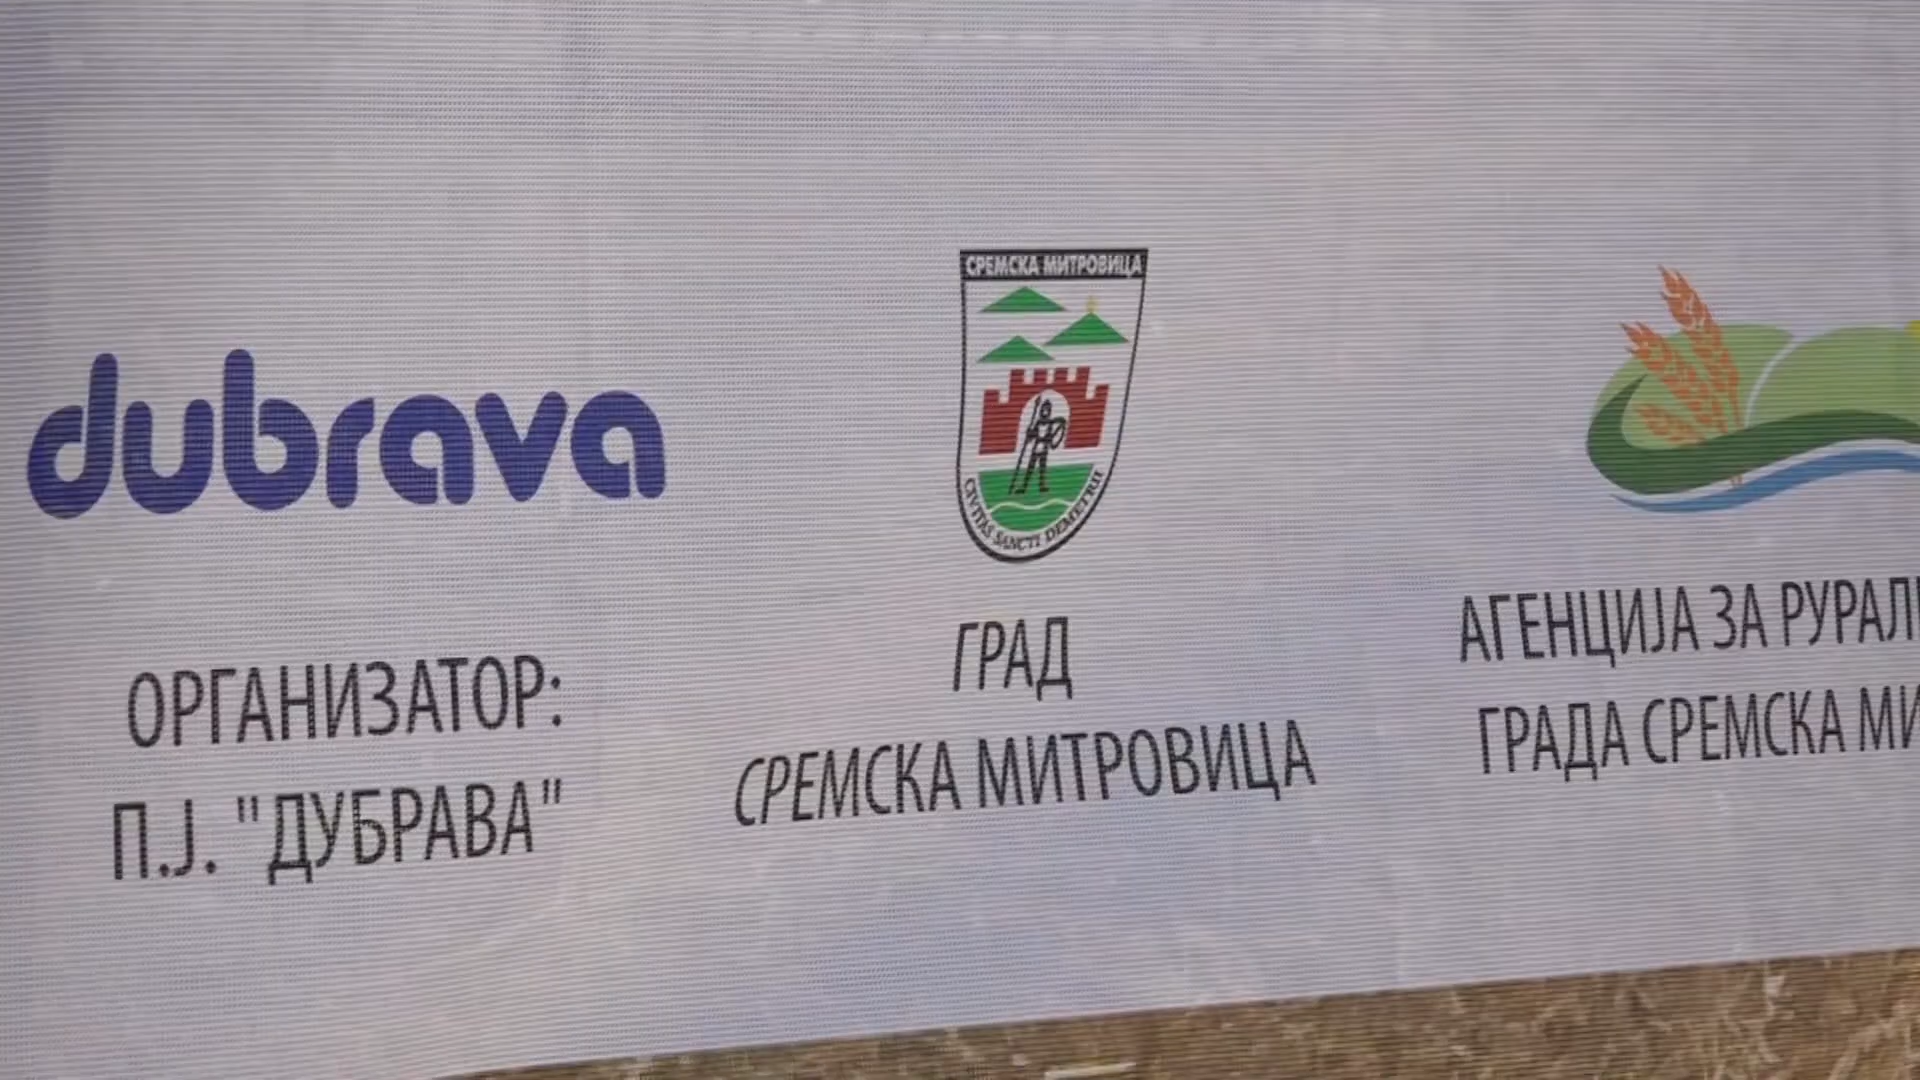 dubrava
ОРГАНИЗАТОР:
П.Ј. "ДУБРАВА"
СРЕМСКА МИТРОВИЦА
CIVITAS SANCTI DEMETRII
ГРАД
СРЕМСКА МИТРОВИЦА
АГЕНЦИЈА ЗА РУРАЛ
ГРАДА СРЕМСКА МИ